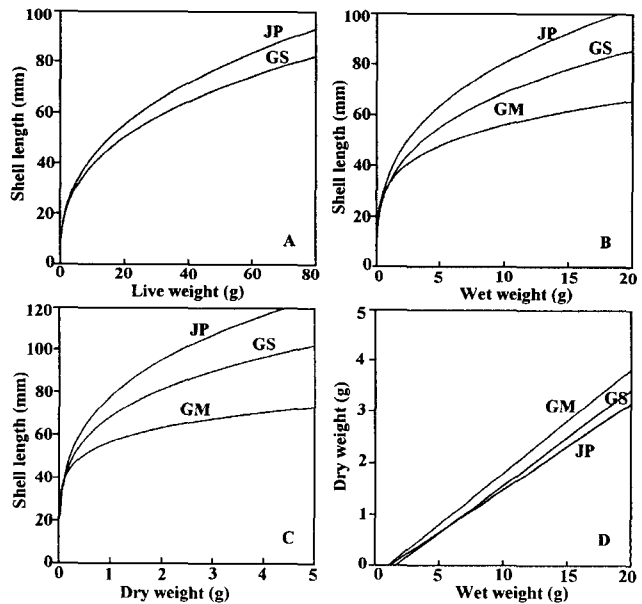 100
80
60
40
20
0
Shell length (mm)
JP
GS
A
0 20 40 60 80
Live weight (g)
100
80
60
40
20
0
Shell length (mm)
JP
GS
GM
B
0 5 10 15 20
Wet weight (g)
120
100
80
60
40
20
0
Shell length (mm)
JP
GS
GM
C
0 1 2 3 4 5
Dry weight (g)
5
4
3
2
1
0
Dry weight (g)
GM
GS
JP
D
0 5 10 15 20
Wet weight (g)